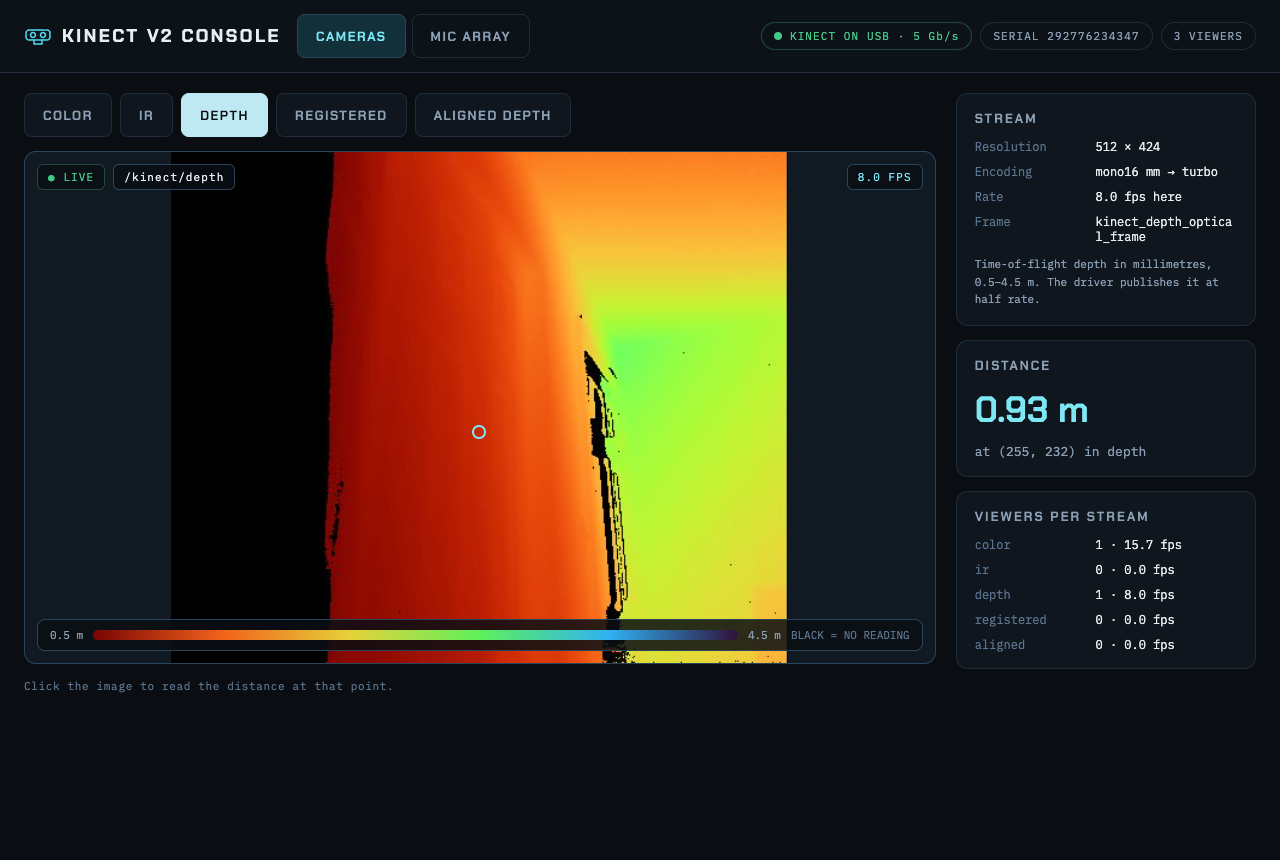 KINECT V2 CONSOLE
CAMERAS
MIC ARRAY
KINECT ON USB · 5 Gb/s
SERIAL 292776234347
3 VIEWERS
COLOR
IR
DEPTH
REGISTERED
ALIGNED DEPTH
LIVE
/kinect/depth
8.0 FPS
0.5 m
4.5 m
BLACK = NO READING
Click the image to read the distance at that point.
STREAM
Resolution 512 × 424
Encoding mono16 mm → turbo
Rate 8.0 fps here
Frame kinect_depth_optica
l_frame
Time-of-flight depth in millimetres,
0.5–4.5 m. The driver publishes it at
half rate.
DISTANCE
0.93 m
at (255, 232) in depth
VIEWERS PER STREAM
color 1 · 15.7 fps
ir 0 · 0.0 fps
depth 1 · 8.0 fps
registered 0 · 0.0 fps
aligned 0 · 0.0 fps